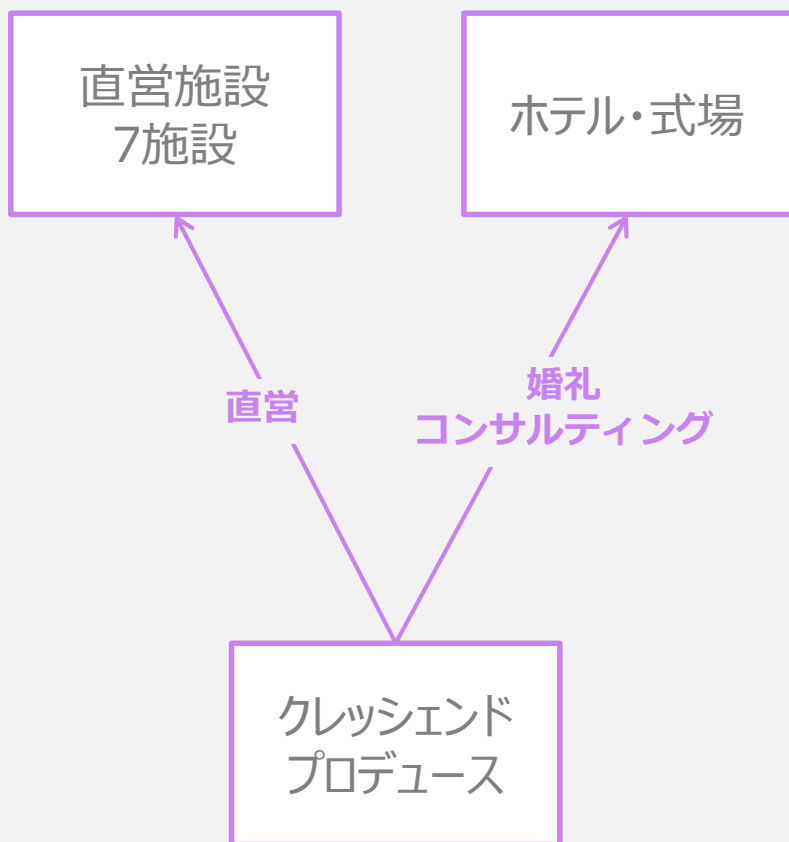 直営施設
7施設
ホテル・式場
直営
婚礼
コンサルティング
クレッシェンド
プロデュース